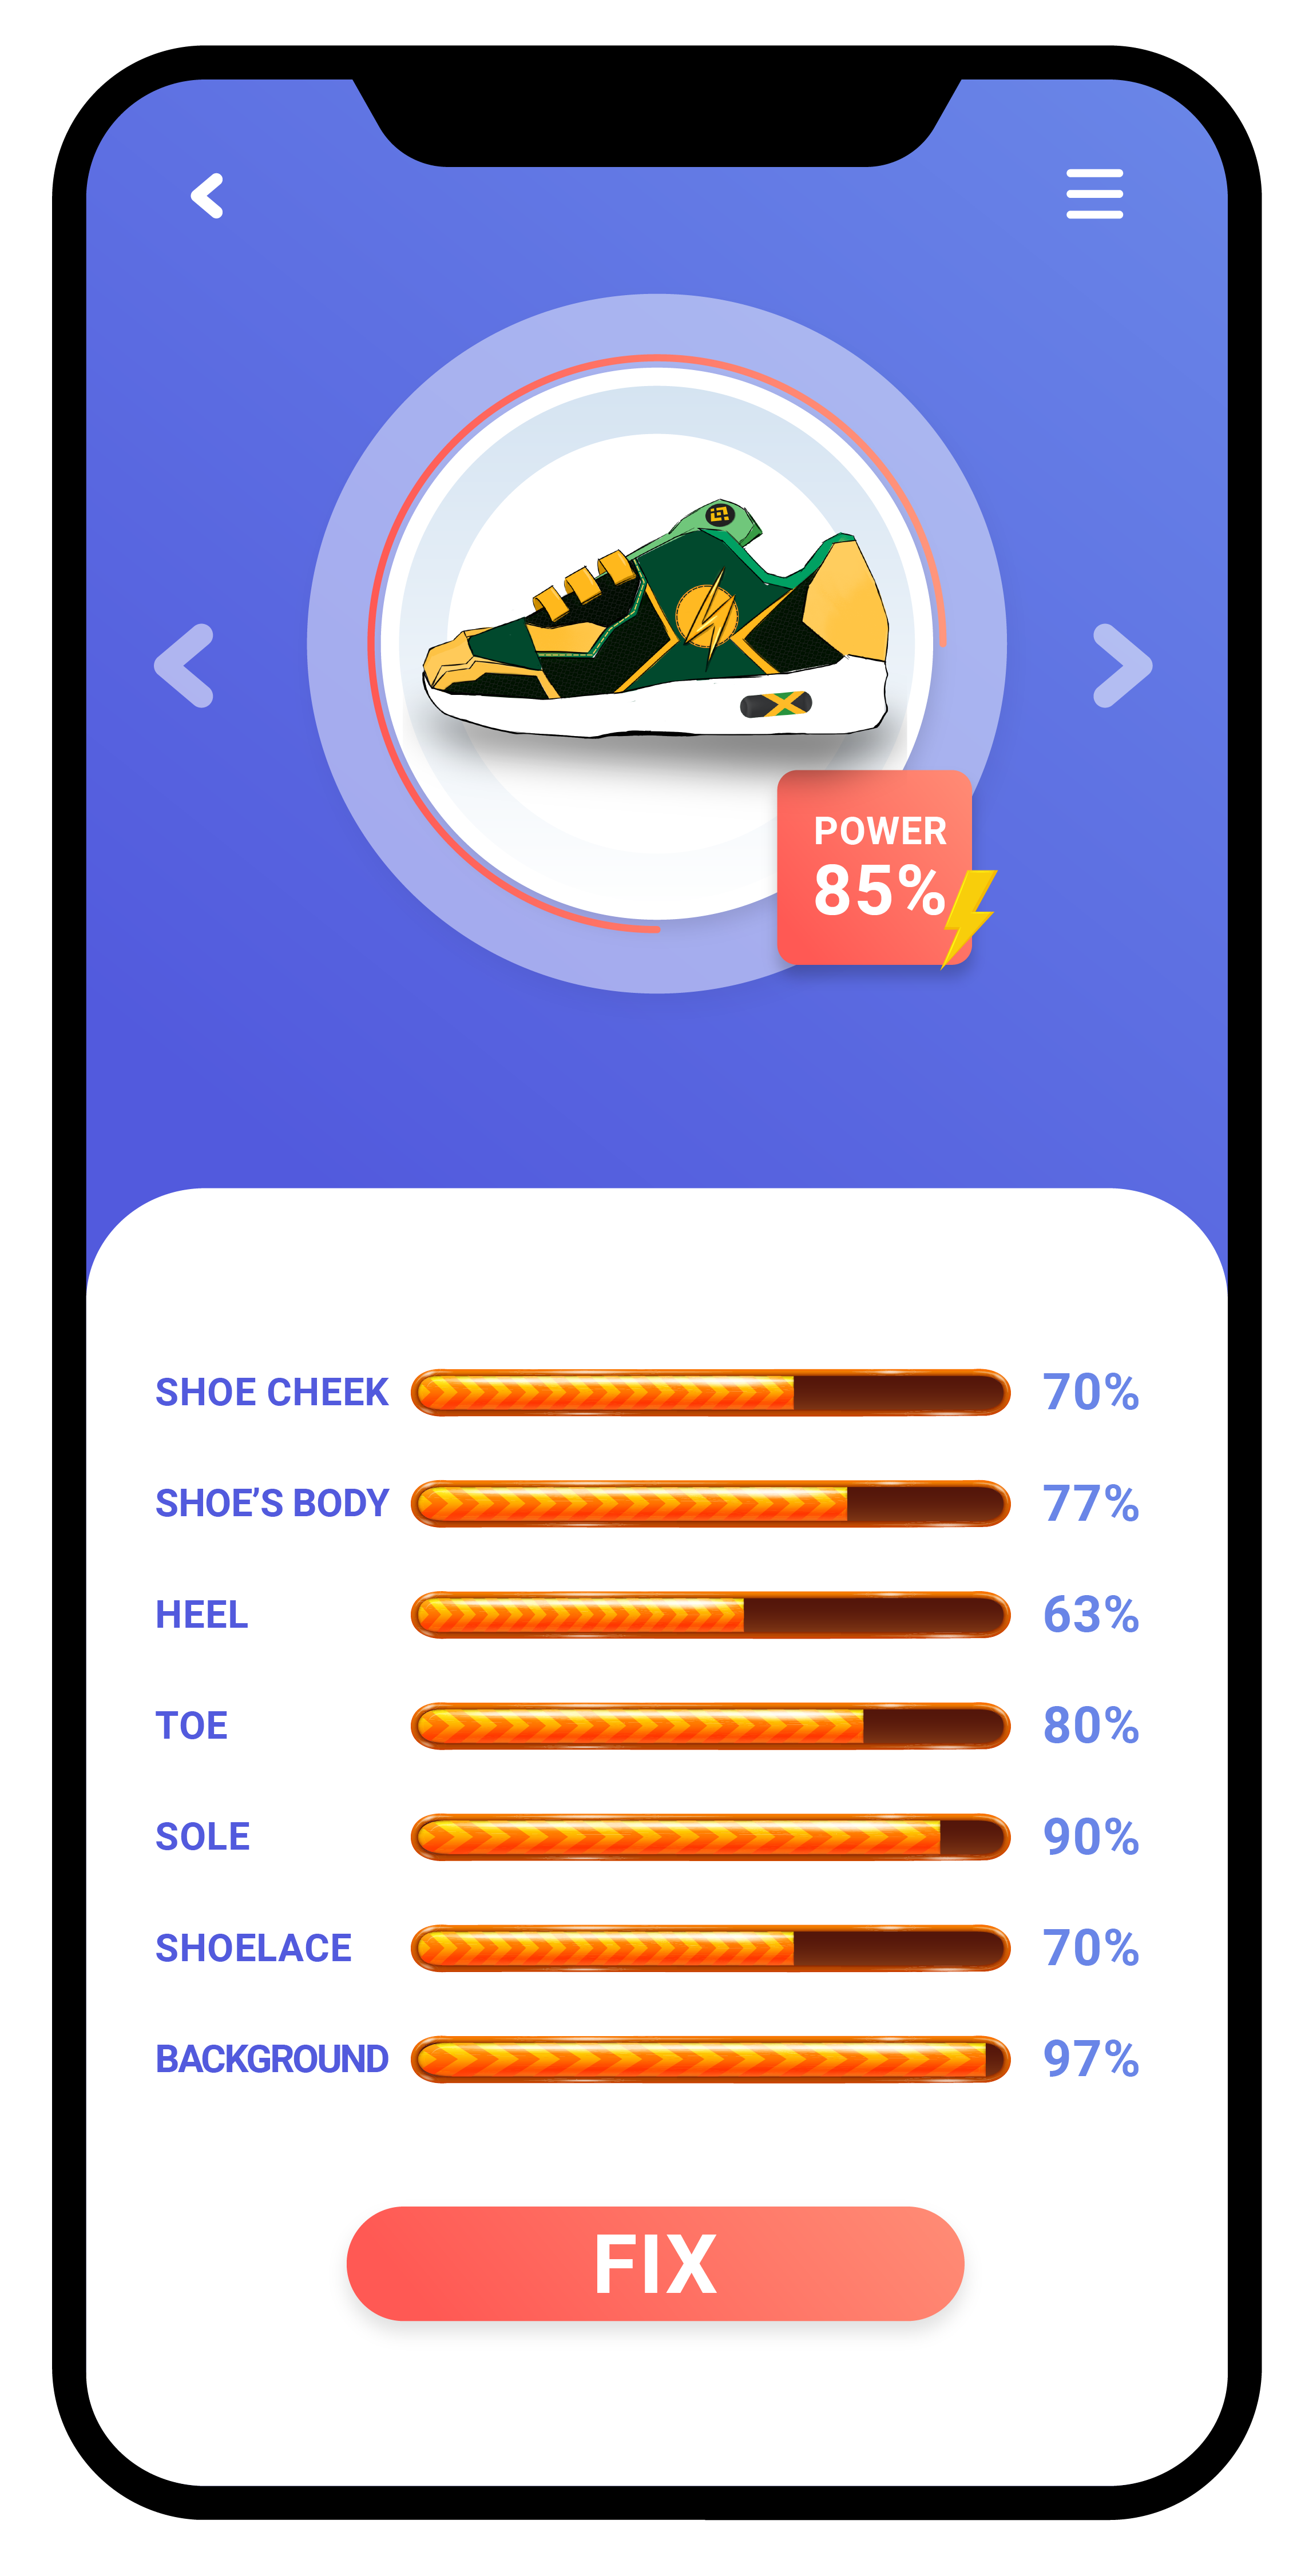 POWER
85%
SHOE CHEEK 70%
SHOE’S BODY 77%
HEEL 63%
TOE 80%
SOLE 90%
SHOELACE 70%
BACKGROUND 97%
FIX